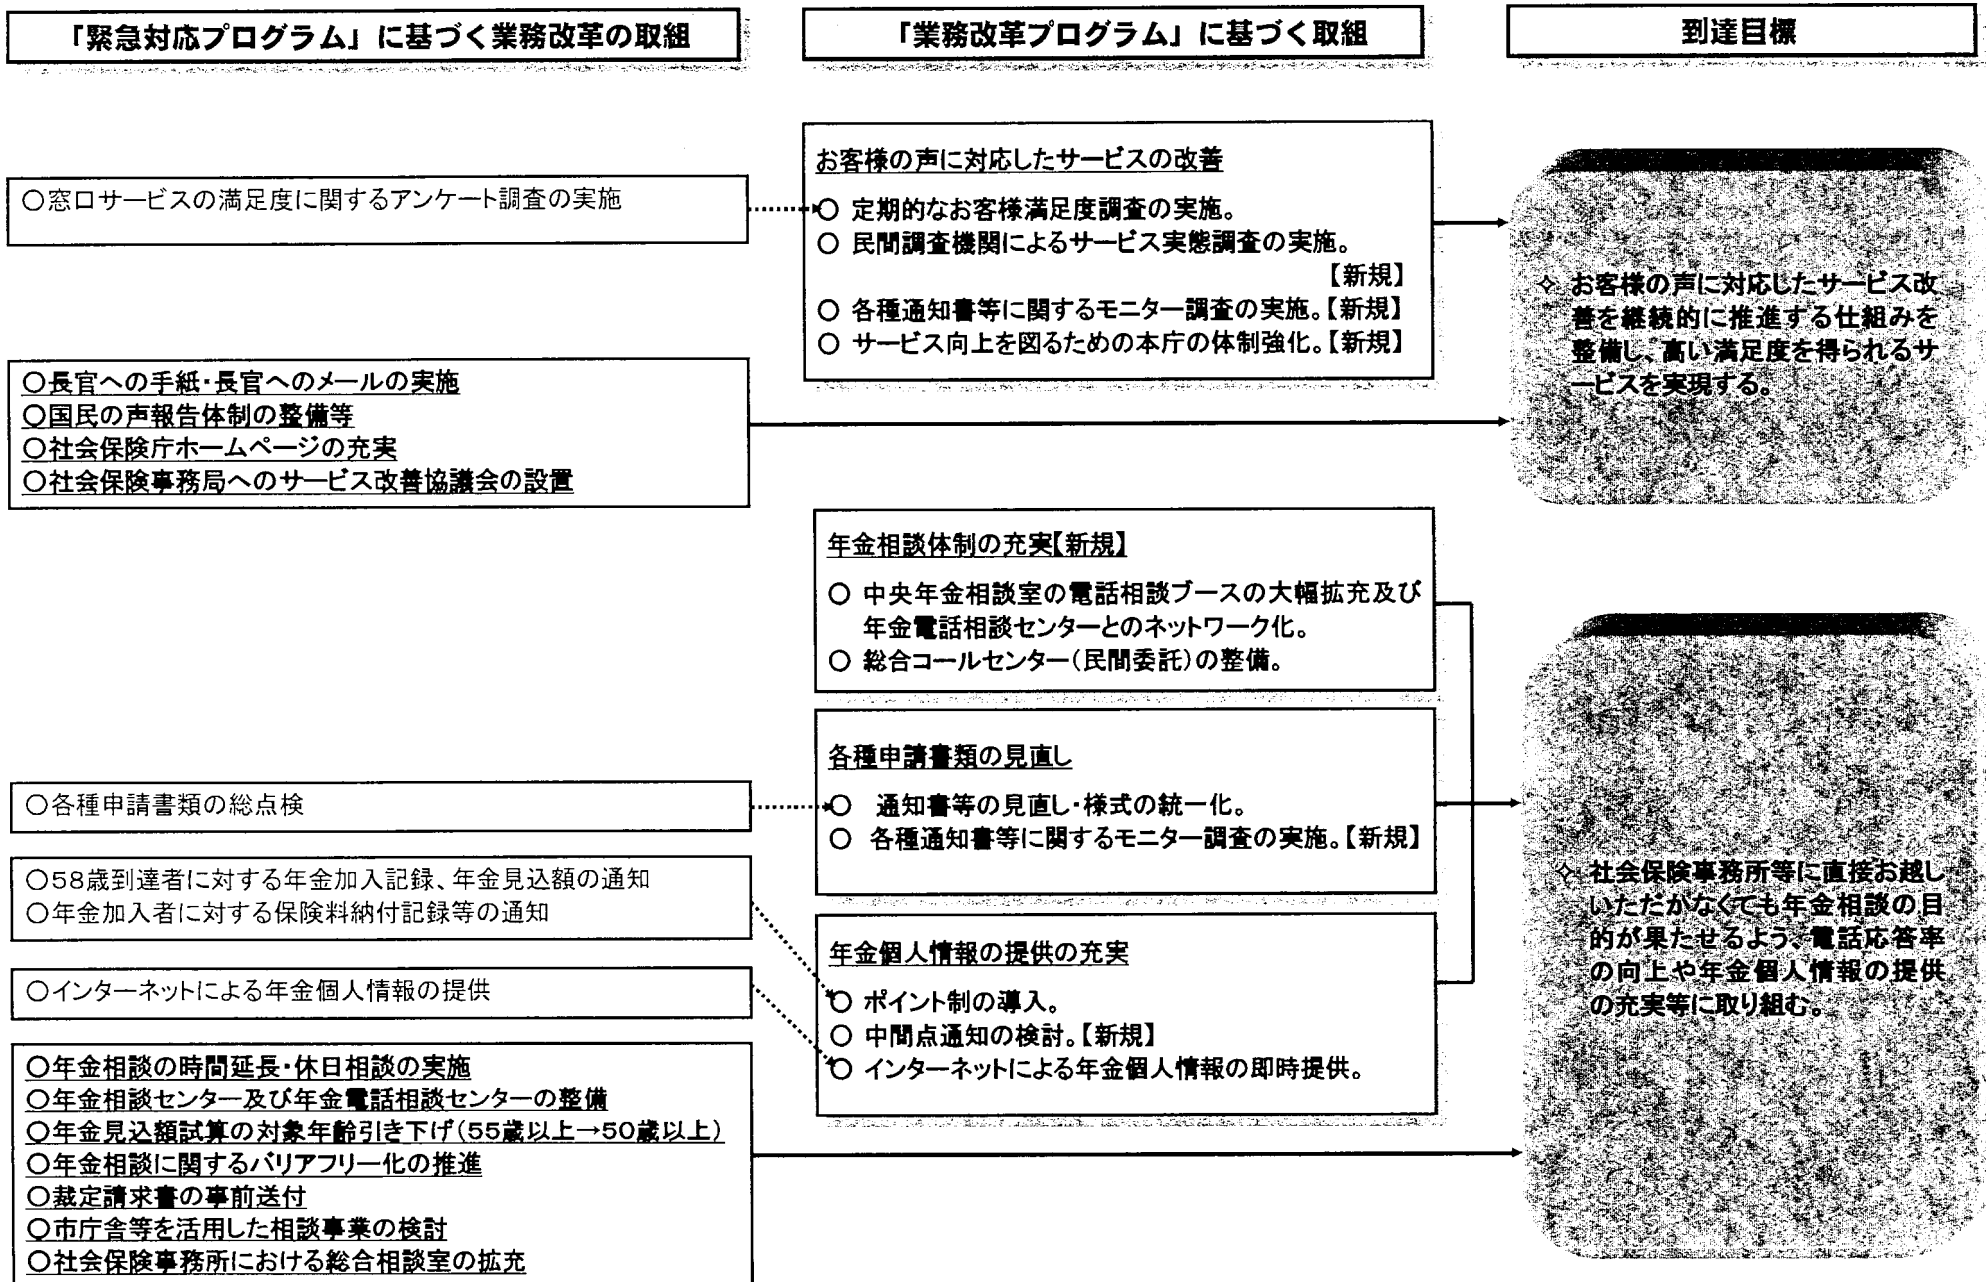 「緊急対応プログラム」に基づく業務改革の取組
「業務改革プログラム」に基づく取組
到達目標
○窓口サービスの満足度に関するアンケート調査の実施
○長官への手紙・長官へのメールの実施
○国民の声報告体制の整備等
○社会保険庁ホームページの充実
○社会保険事務局へのサービス改善協議会の設置
お客様の声に対応したサービスの改善
○ 定期的なお客様満足度調査の実施。
○ 民間調査機関によるサービス実態調査の実施。
【新規】
○ 各種通知書等に関するモニター調査の実施。【新規】
○ サービス向上を図るための本庁の体制強化。【新規】
◇ お客様の声に対応したサービス改
善を継続的に推進する仕組みを
整備し、高い満足度を得られるサ
ービスを実現する。
年金相談体制の充実【新規】
○ 中央年金相談室の電話相談ブースの大幅拡充及び
年金電話相談センターとのネットワーク化。
○ 総合コールセンター(民間委託)の整備。
○各種申請書類の総点検
各種申請書類の見直し
○ 通知書等の見直し・様式の統一化。
○ 各種通知書等に関するモニター調査の実施。【新規】
○58歳到達者に対する年金加入記録、年金見込額の通知
○年金加入者に対する保険料納付記録等の通知
○インターネットによる年金個人情報の提供
年金個人情報の提供の充実
○ ポイント制の導入。
○ 中間点通知の検討。【新規】
○ インターネットによる年金個人情報の即時提供。
○年金相談の時間延長・休日相談の実施
○年金相談センター及び年金電話相談センターの整備
○年金見込額試算の対象年齢引き下げ(55歳以上→50歳以上)
○年金相談に関するバリアフリー化の推進
○裁定請求書の事前送付
○市庁舎等を活用した相談事業の検討
○社会保険事務所における総合相談室の拡充
◇ 社会保険事務所等に直接お越し
いただかなくても年金相談の目
的が果たせるよう、電話応答率
の向上や年金個人情報の提供
の充実等に取り組む。